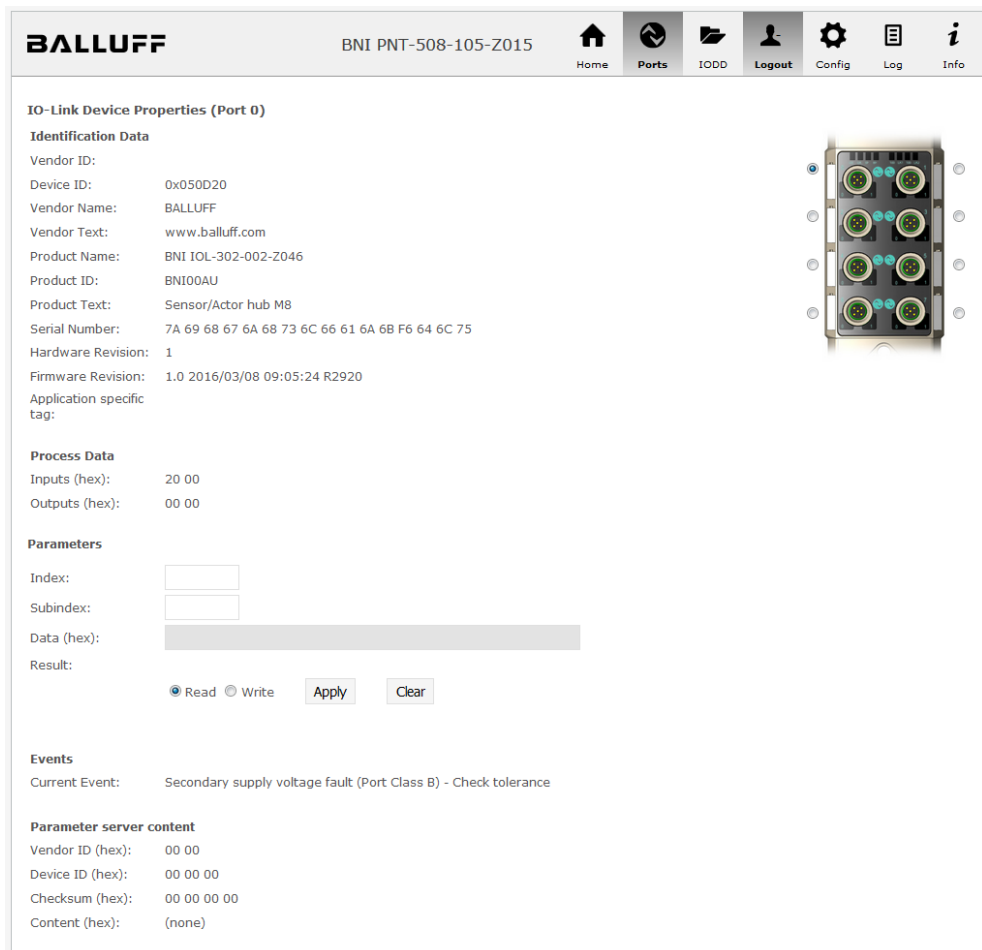 BALLUFF
BNI PNT-508-105-Z015
Home Ports IODD Logout Config Log Info
IO-Link Device Properties (Port 0)
Identification Data
Vendor ID:
Device ID: 0x050D20
Vendor Name: BALLUFF
Vendor Text: www.balluff.com
Product Name: BNI IOL-302-002-Z046
Product ID: BNI00AU
Product Text: Sensor/Actor hub M8
Serial Number: 7A 69 68 67 6A 68 73 6C 66 61 6A 6B F6 64 6C 75
Hardware Revision: 1
Firmware Revision: 1.0 2016/03/08 09:05:24 R2920
Application specific
tag:
Process Data
Inputs (hex): 20 00
Outputs (hex): 00 00
Parameters
Index:
Subindex:
Data (hex):
Result:
Read Write Apply Clear
Events
Current Event: Secondary supply voltage fault (Port Class B) - Check tolerance
Parameter server content
Vendor ID (hex): 00 00
Device ID (hex): 00 00 00
Checksum (hex): 00 00 00 00
Content (hex): (none)